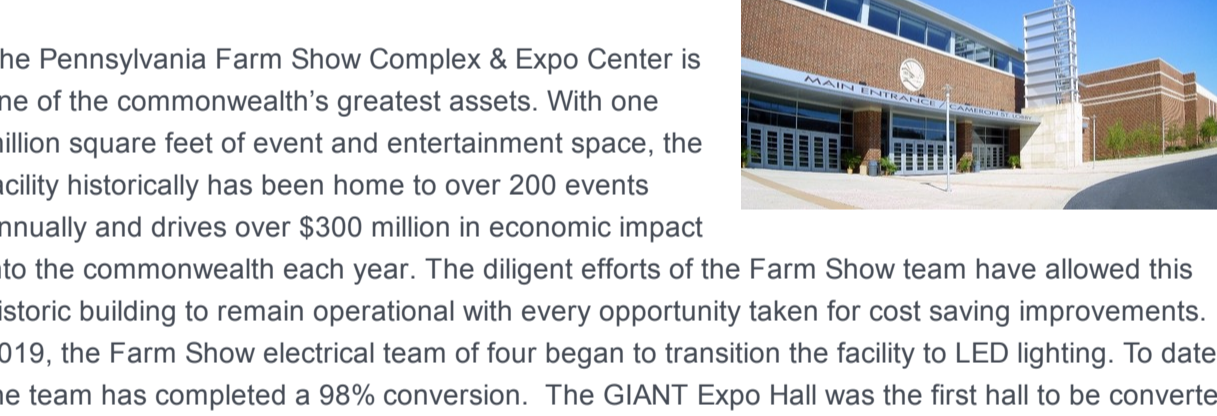 he Pennsylvania Farm Show Complex & Expo Center is
ne of the commonwealth’s greatest assets. With one
illion square feet of event and entertainment space, the
acility historically has been home to over 200 events
nnually and drives over $300 million in economic impact
to the commonwealth each year. The diligent efforts of the Farm Show team have allowed this
istoric building to remain operational with every opportunity taken for cost saving improvements.
019, the Farm Show electrical team of four began to transition the facility to LED lighting. To date
he team has completed a 98% conversion. The GIANT Expo Hall was the first hall to be converte
MAIN ENTRANCE / CAMERON ST. LOBBY